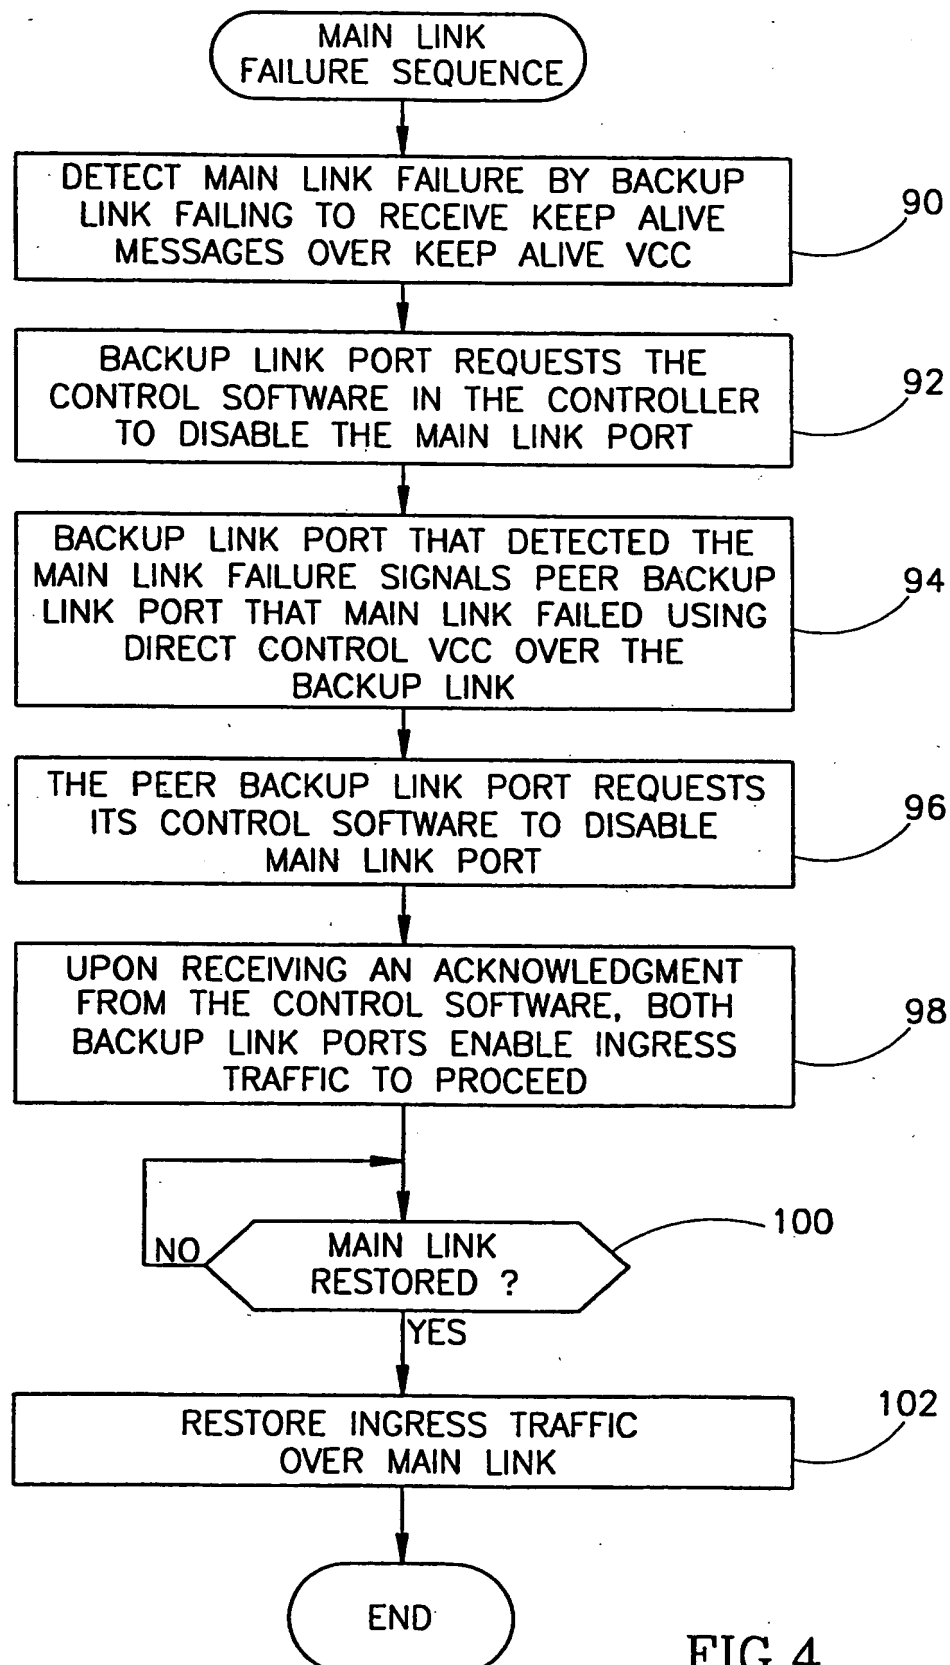 MAIN LINK
FAILURE SEQUENCE
DETECT MAIN LINK FAILURE BY BACKUP
LINK FAILING TO RECEIVE KEEP ALIVE
MESSAGES OVER KEEP ALIVE VCC
90
BACKUP LINK PORT REQUESTS THE
CONTROL SOFTWARE IN THE CONTROLLER
TO DISABLE THE MAIN LINK PORT
92
BACKUP LINK PORT THAT DETECTED THE
MAIN LINK FAILURE SIGNALS PEER BACKUP
LINK PORT THAT MAIN LINK FAILED USING
DIRECT CONTROL VCC OVER THE
BACKUP LINK
94
THE PEER BACKUP LINK PORT REQUESTS
ITS CONTROL SOFTWARE TO DISABLE
MAIN LINK PORT
96
UPON RECEIVING AN ACKNOWLEDGMENT
FROM THE CONTROL SOFTWARE, BOTH
BACKUP LINK PORTS ENABLE INGRESS
TRAFFIC TO PROCEED
98
MAIN LINK
RESTORED ?
100
NO
YES
RESTORE INGRESS TRAFFIC
OVER MAIN LINK
102
END
FIG.4